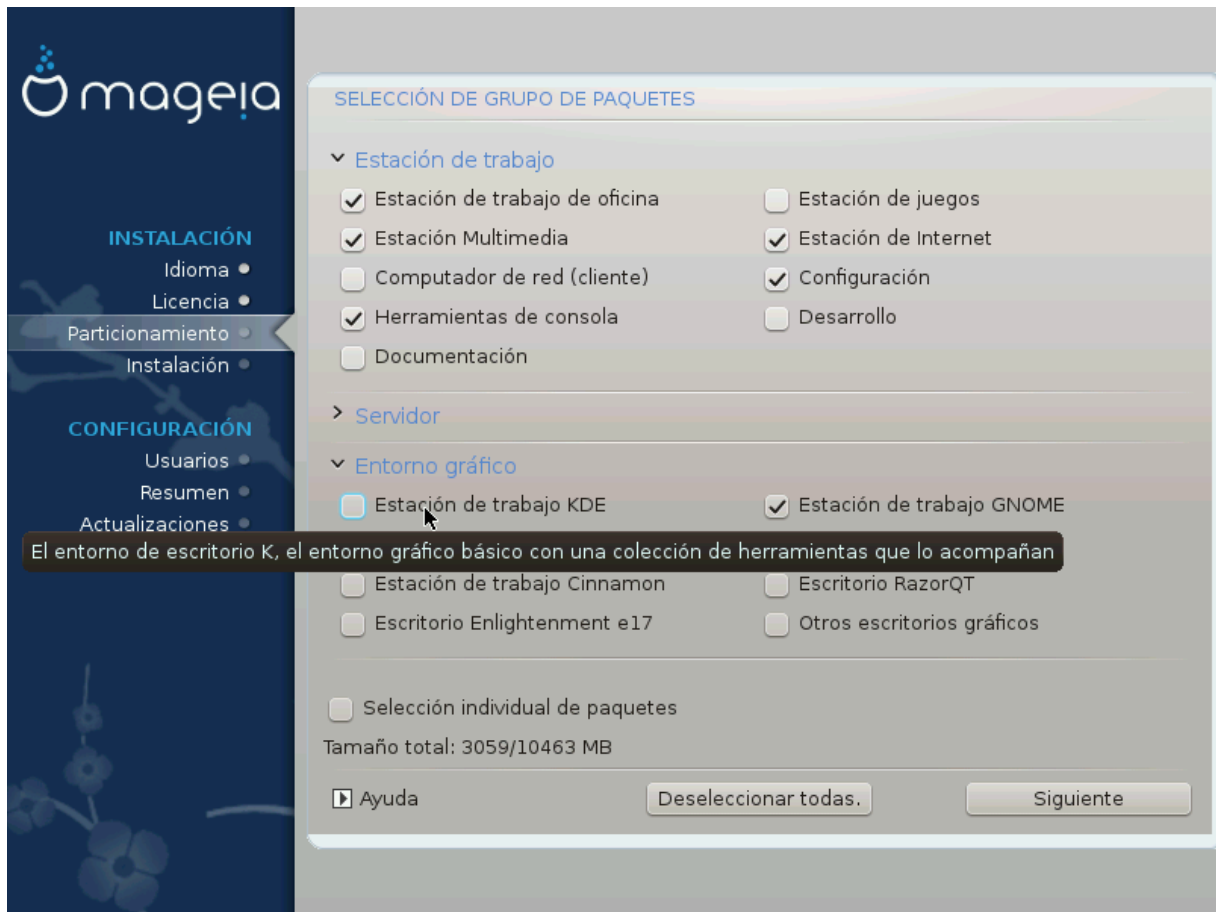 mageia
INSTALACIÓN
Idioma
Licencia
Particionamiento
Instalación
CONFIGURACIÓN
Usuarios
Resumen
Actualizaciones
SELECCIÓN DE GRUPO DE PAQUETES
Estación de trabajo
Estación de trabajo de oficina
Estación de juegos
Estación Multimedia
Estación de Internet
Computador de red (cliente)
Configuración
Herramientas de consola
Desarrollo
Documentación
Servidor
Entorno gráfico
Estación de trabajo KDE
Estación de trabajo GNOME
El entorno de escritorio K, el entorno gráfico básico con una colección de herramientas que lo acompañan
Estación de trabajo Cinnamon
Escritorio RazorQT
Escritorio Enlightenment e17
Otros escritorios gráficos
Selección individual de paquetes
Tamaño total: 3059/10463 MB
Ayuda
Deseleccionar todas.
Siguiente